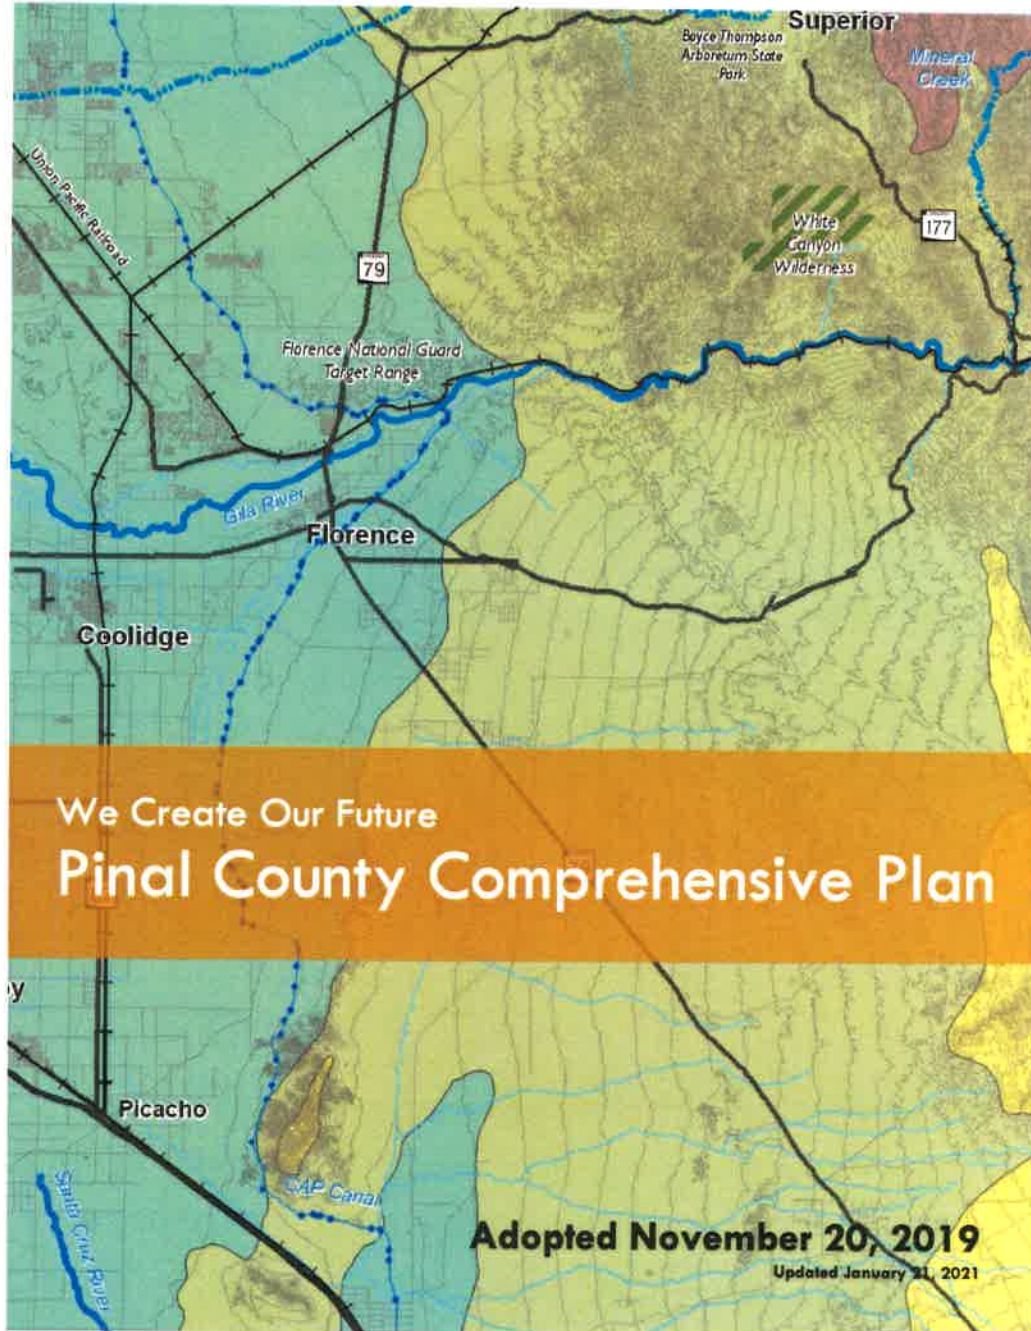 Superior
Boyce Thompson
Arboretum State
Park
Mineral
Creek
Union Pacific Railroad
White
Canyon
Wilderness
177
79
Florence National Guard
Target Range
Gila River
Florence
Coolidge
We Create Our Future
Pinal County Comprehensive Plan
ey
Picacho
CAP Canal
Santa Cruz River
Adopted November 20, 2019
Updated January 21, 2021